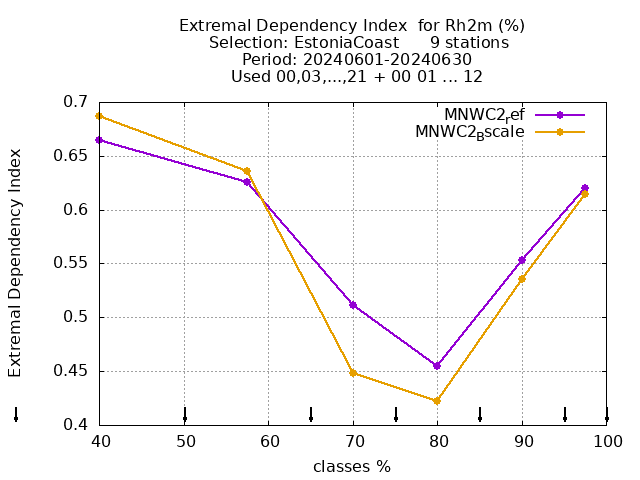 Extremal Dependency Index  for Rh2m (%)
Selection: EstoniaCoast      9 stations
Period: 20240601-20240630
Used 00,03,...,21 + 00 01 ... 12
MNWC2ref
MNWC2Bscale
Extremal Dependency Index
0.7
0.65
0.6
0.55
0.5
0.45
0.4
40 50 60 70 80 90 100
classes %